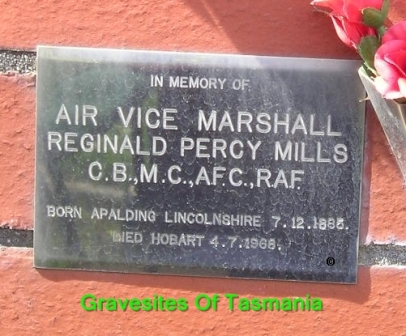 IN MEMORY OF
AIR VICE MARSHALL
REGINALD PERCY MILLS
C.B., M.C., A.F.C., R.A.F.
BORN APALDING LINCOLNSHIRE 7.12.1885.
DIED HOBART 4.7.1968.
Gravesites Of Tasmania